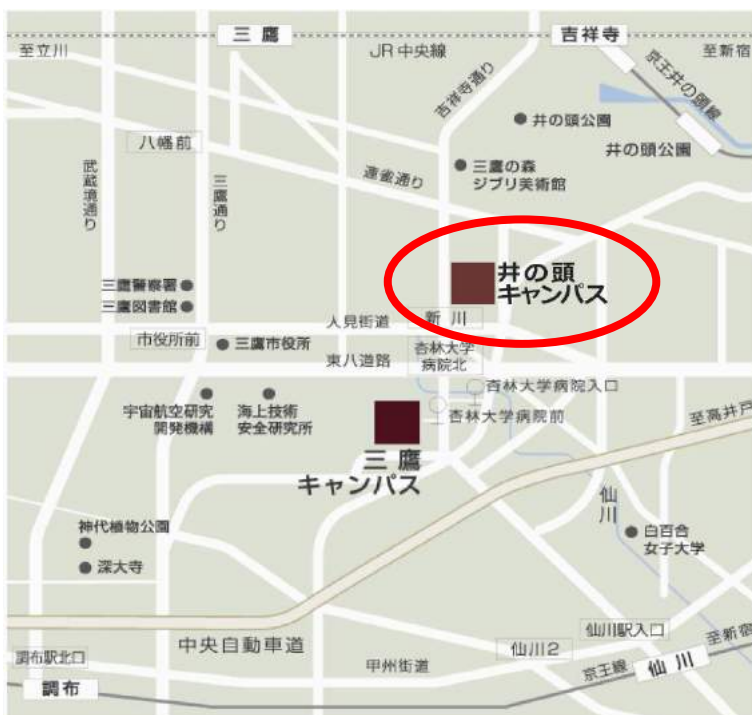 三鷹
吉祥寺
至立川
JR中央線
至新宿
吉祥寺通り
京王井の頭線
井の頭公園
井の頭公園
八幡前
三鷹の森
ジブリ美術館
連雀通り
武蔵境通り
三鷹通り
井の頭
キャンパス
三鷹警察署
三鷹図書館
人見街道
新川
市役所前
三鷹市役所
東八道路
杏林大学
病院北
杏林大学病院入口
宇宙航空研究
開発機構
海上技術
安全研究所
杏林大学病院前
至高井戸
三鷹
キャンパス
仙川
神代植物公園
深大寺
白百合
女子大学
中央自動車道
仙川駅入口
仙川2
至新宿
調布駅北口
甲州街道
京王線
仙川
調布